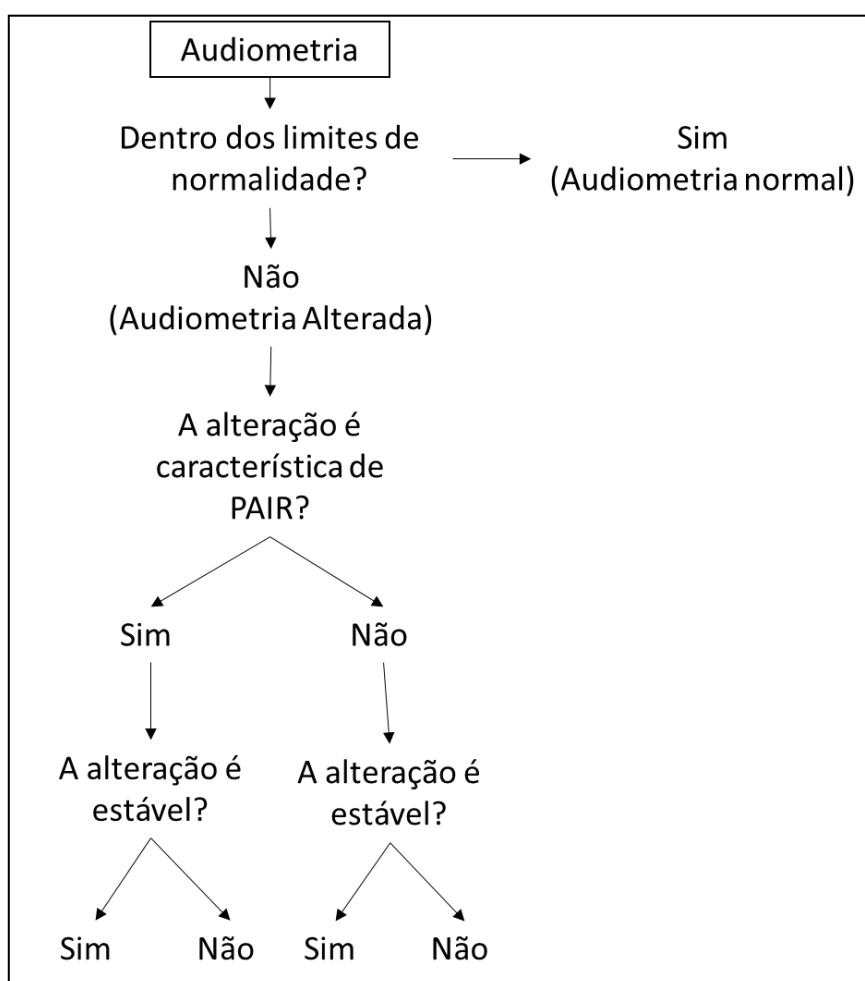 Audiometria
Dentro dos limites de
normalidade?
Sim
(Audiometria normal)
Não
(Audiometria Alterada)
A alteração é
característica de
PAIR?
Sim
Não
A alteração é
estável?
A alteração é
estável?
Sim
Não
Sim
Não